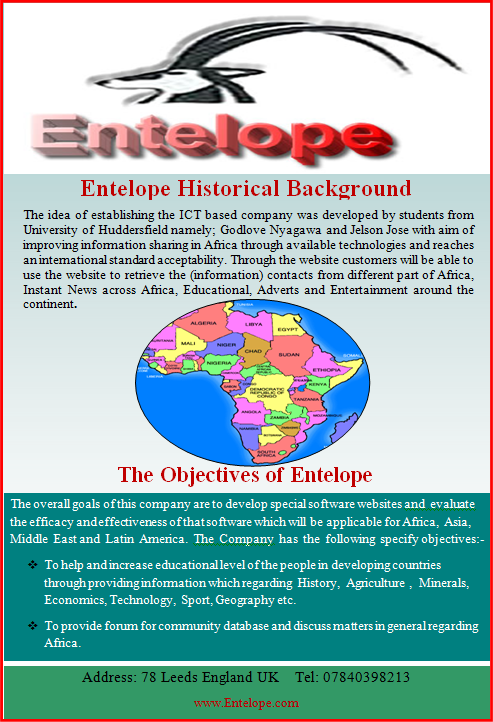 Entelope
Entelope Historical Background
The idea of establishing the ICT based company was developed by students from
University of Huddersfield namely; Godlove Nyagawa and Jelson Jose with aim of
improving information sharing in Africa through available technologies and reaches
an international standard acceptability. Through the website customers will be able to
use the website to retrieve the (information) contacts from different part of Africa,
Instant News across Africa, Educational, Adverts and Entertainment around the
continent.
TUNISIA
ALGERIA
LIBYA
EGYPT
MALI
NIGER
CHAD
SUDAN
NIGERIA
ETHIOPIA
SOMALI
LIBERIA
KENYA
DEMOCRATIC
REPUBLIC OF
CONGO
TANZANIA
ANGOLA
ZAMBIA
MOZAMBIQUE
NAMIBIA
BOTSWANA
SOUTH
AFRICA
The Objectives of Entelope
The overall goals of this company are to develop special software websites and evaluate
the efficacy and effectiveness of that software which will be applicable for Africa, Asia,
Middle East and Latin America. The Company has the following specify objectives:-
❖ To help and increase educational level of the people in developing countries
through providing information which regarding History, Agriculture , Minerals,
Economics, Technology, Sport, Geography etc.
❖ To provide forum for community database and discuss matters in general regarding
Africa.
Address: 78 Leeds England UK Tel: 07840398213
www.Entelope.com